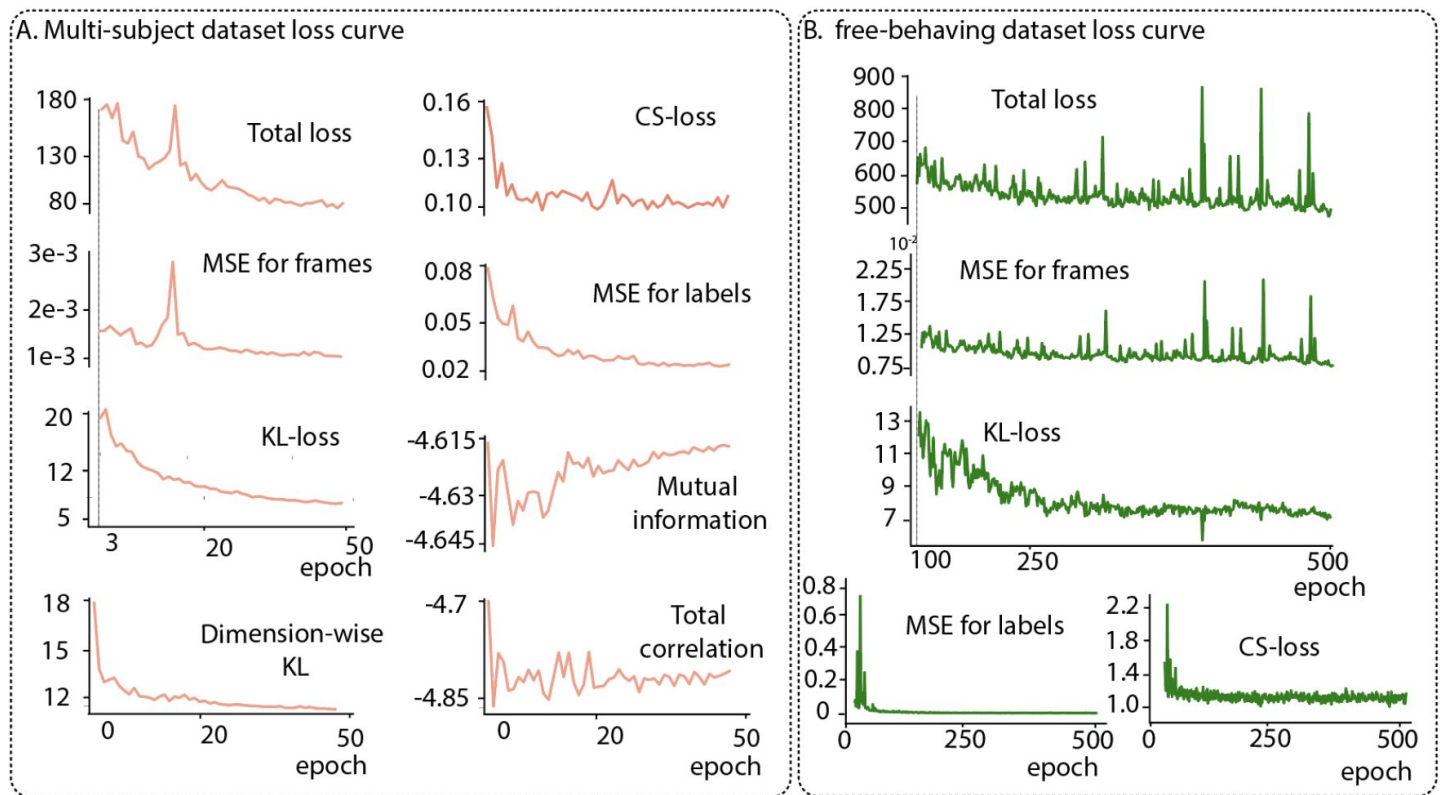 A. Multi-subject dataset loss curve
180
130
80
Total loss
0.16
0.13
0.10
CS-loss
3e-3
2e-3
1e-3
MSE for frames
0.08
0.05
0.02
MSE for labels
20
12
5
KL-loss
3
20
50
epoch
-4.615
-4.63
-4.645
Mutual
information
18
15
12
Dimension-wise
KL
0
20
50
epoch
-4.7
-4.85
Total
correlation
0
20
50
epoch
B. free-behaving dataset loss curve
900
800
700
600
500
Total loss
10-2
2.25
1.75
1.25
0.75
MSE for frames
13
11
9
7
KL-loss
100
250
500
epoch
0.8
0.6
0.4
0.2
0
MSE for labels
0
250
500
epoch
2.2
1.8
1.4
1.0
CS-loss
0
250
500
epoch